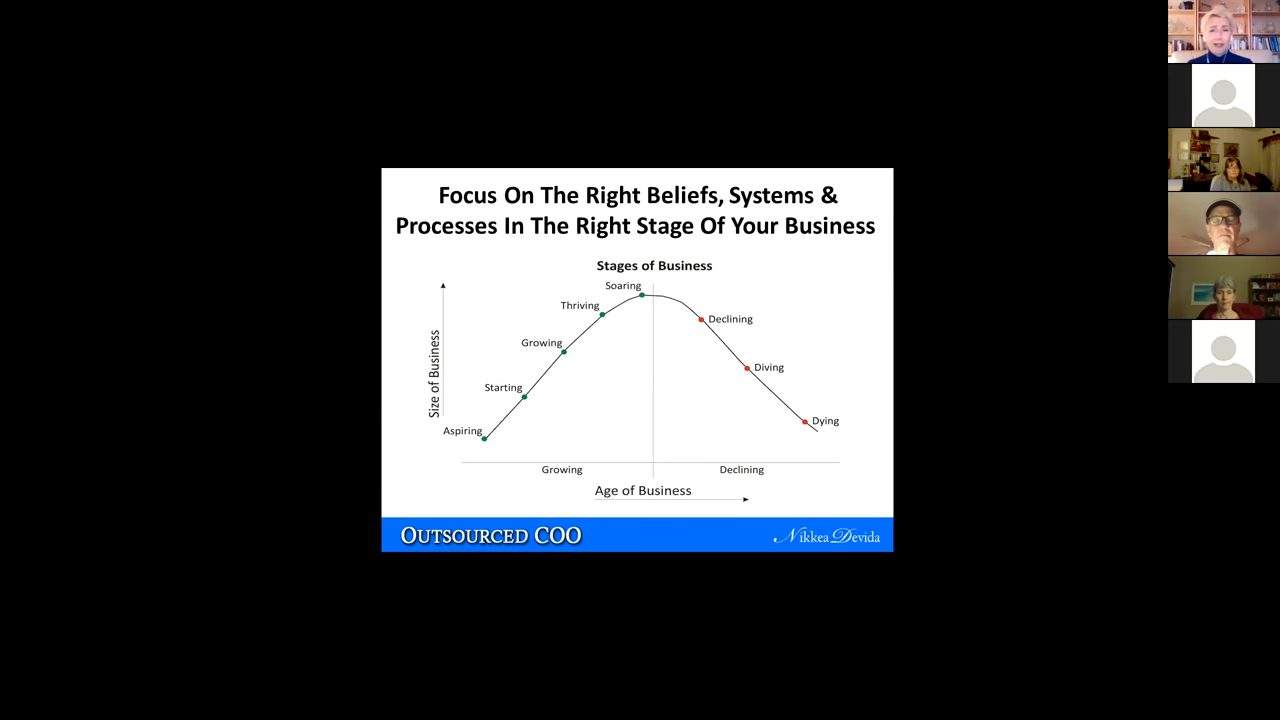 Focus On The Right Beliefs, Systems &
Processes In The Right Stage Of Your Business
Stages of Business
Soaring
Thriving
Declining
Growing
Diving
Starting
Dying
Aspiring
Size of Business
Growing
Declining
Age of Business
OUTSOURCED COO
Nikkea Devida